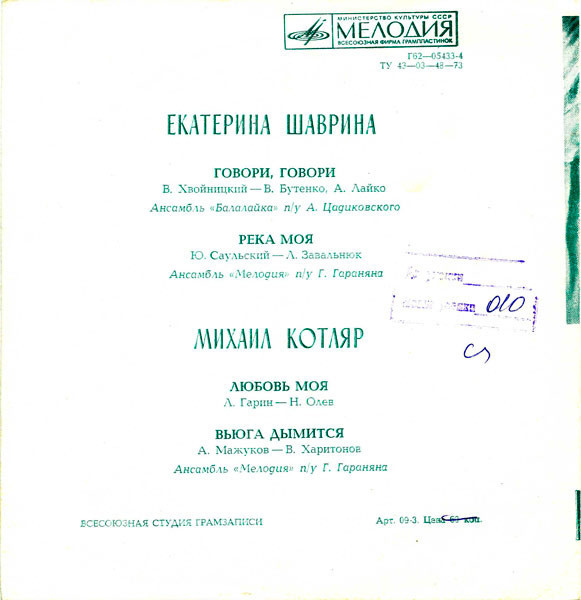 МИНИСТЕРСТВО КУЛЬТУРЫ СССР
МЕЛОДИЯ
ВСЕСОЮЗНАЯ ФИРМА ГРАМПЛАСТИНОК
Г62—05433-4
ТУ 43—03—48—73
ЕКАТЕРИНА ШАВРИНА
ГОВОРИ, ГОВОРИ
В. Хвойницкий — В. Бутенко, А. Лайко
Ансамбль «Балалайка» п/у А. Цадиковского
РЕКА МОЯ
Ю. Саульский — Л. Завальнюк
Ансамбль «Мелодия» п/у Г. Гараняна
010
МИХАИЛ КОТЛЯР
ЛЮБОВЬ МОЯ
Л. Гарин — Н. Олев
ВЬЮГА ДЫМИТСЯ
А. Мажуков — В. Харитонов
Ансамбль «Мелодия» п/у Г. Гараняна
ВСЕСОЮЗНАЯ СТУДИЯ ГРАМЗАПИСИ
Арт. 09-3. Цена коп.